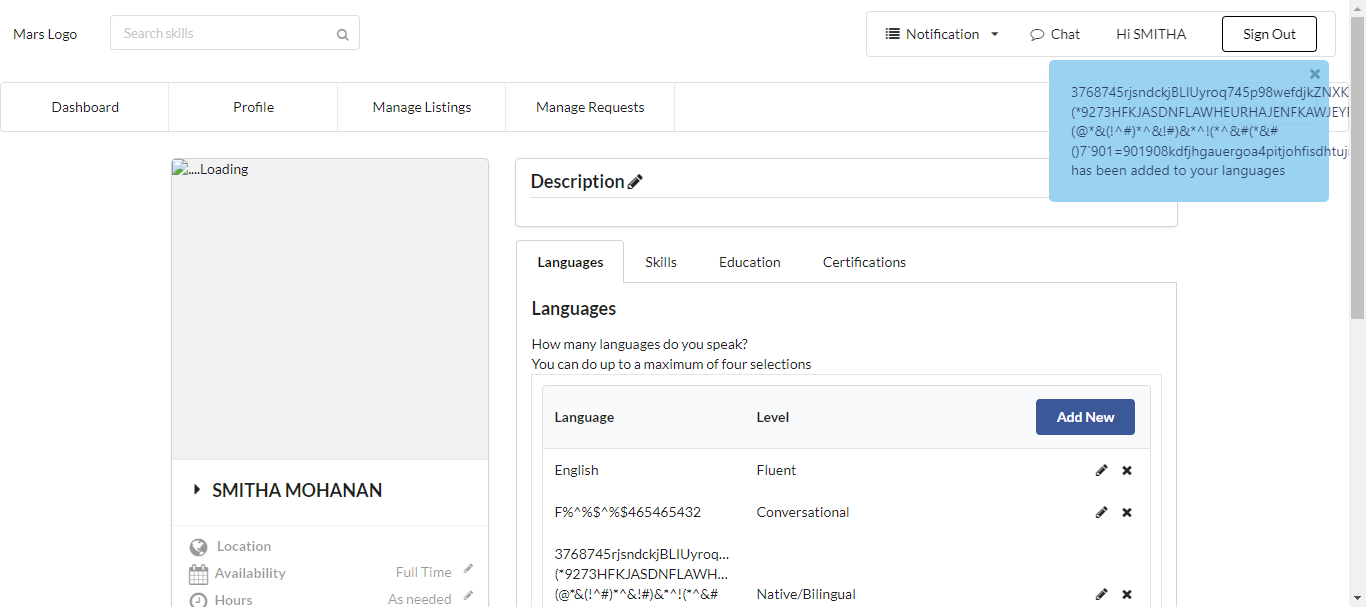 Mars Logo
Search skills
Notification
Chat
Hi SMITHA
Sign Out
3768745rjsndckjBLIUyroq745p98wefdjkZNXK
(*9273HFKJASDNFLAWHEURHAJENFKAWJEYF
(@*&(!^#)*^&!#)&*^!(*^&#(*&#
()7`901=901908kdfjhgauergoa4pitjohfisdhtuj
has been added to your languages
Dashboard
Profile
Manage Listings
Manage Requests
....Loading
Description
Languages
Skills
Education
Certifications
Languages
How many languages do you speak?
You can do up to a maximum of four selections
Language
Level
Add New
English
Fluent
F%^%$^%$465465432
Conversational
3768745rjsndckjBLIUyroq...
(*9273HFKJASDNFLAWH...
(@*&(!^#)*^&!#)&*^!(*^&#
Native/Bilingual
SMITHA MOHANAN
Location
Availability
Full Time
Hours
As needed